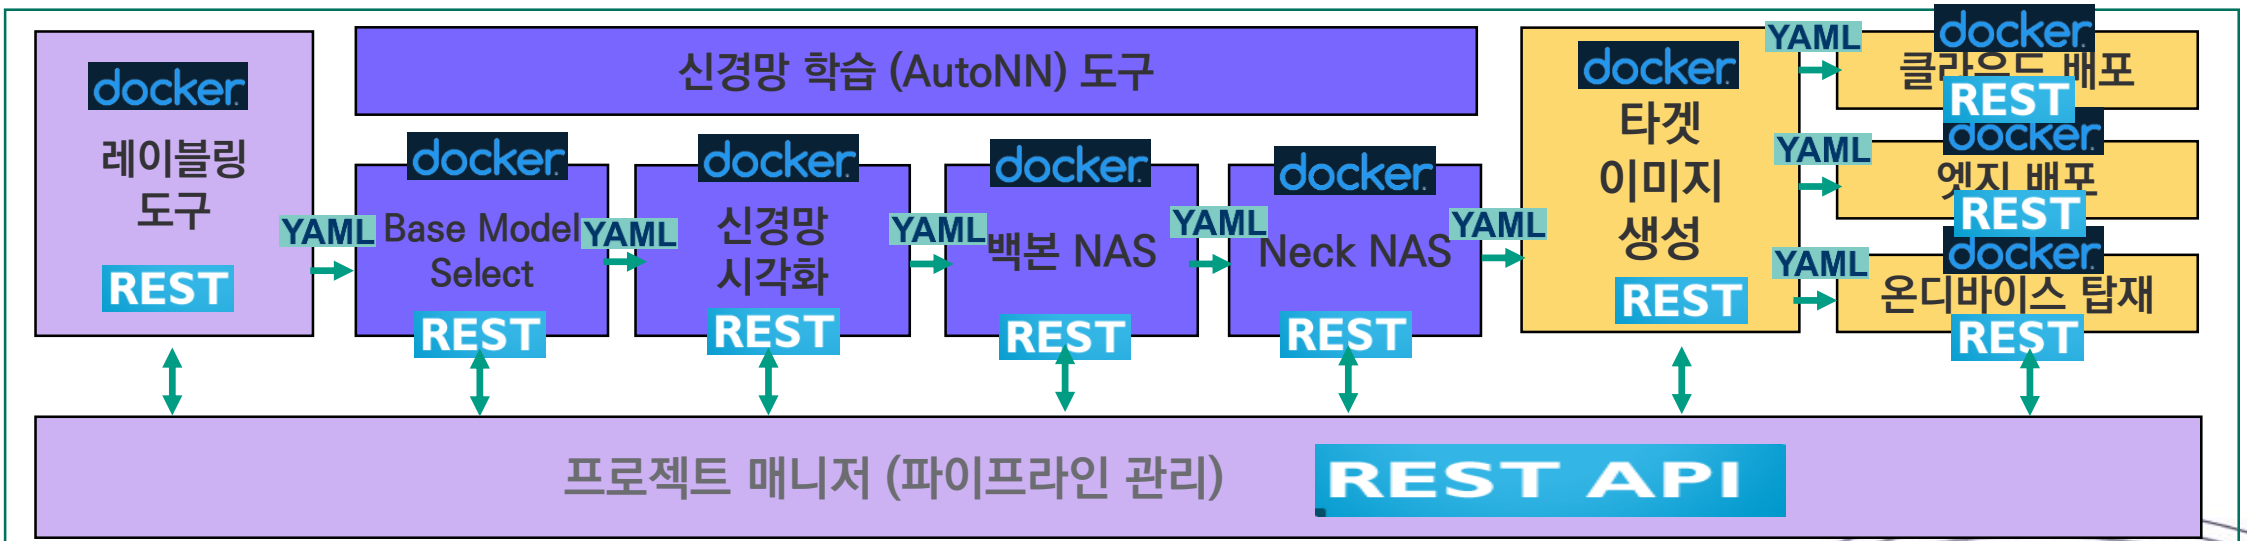 docker
레이블링
도구
REST
신경망 학습 (AutoNN) 도구
YAML
docker
Base Model
Select
REST
YAML
docker
신경망
시각화
REST
YAML
docker
백본 NAS
REST
YAML
docker
Neck NAS
REST
YAML
docker
타겟
이미지
생성
REST
YAML
docker
클라우드 배포
REST
YAML
docker
엣지 배포
REST
YAML
docker
온디바이스 탑재
REST
프로젝트 매니저 (파이프라인 관리)
REST API